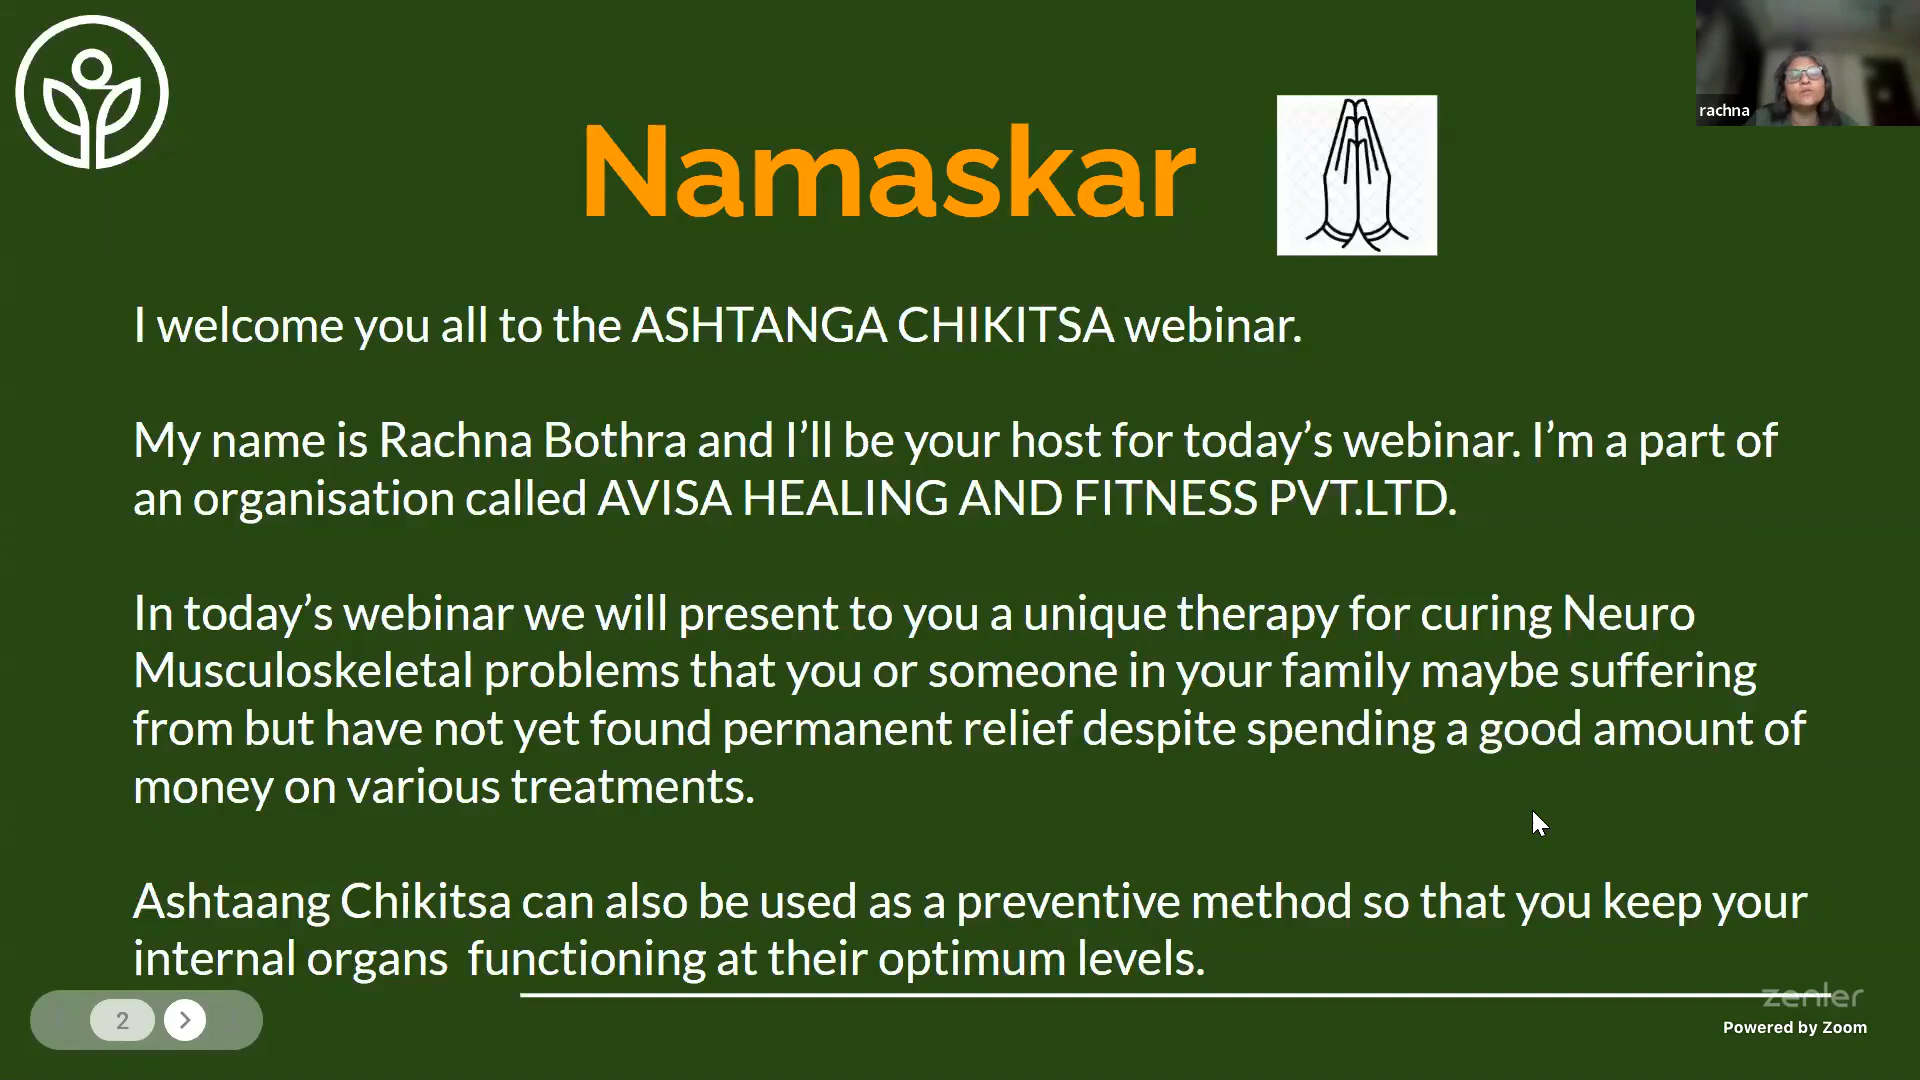 rachna
Namaskar
I welcome you all to the ASHTANGA CHIKITSA webinar.
My name is Rachna Bothra and I’ll be your host for today’s webinar. I’m a part of
an organisation called AVISA HEALING AND FITNESS PVT.LTD.
In today’s webinar we will present to you a unique therapy for curing Neuro
Musculoskeletal problems that you or someone in your family maybe suffering
from but have not yet found permanent relief despite spending a good amount of
money on various treatments.
Ashtaang Chikitsa can also be used as a preventive method so that you keep your
internal organs  functioning at their optimum levels.
2
zenler
Powered by Zoom